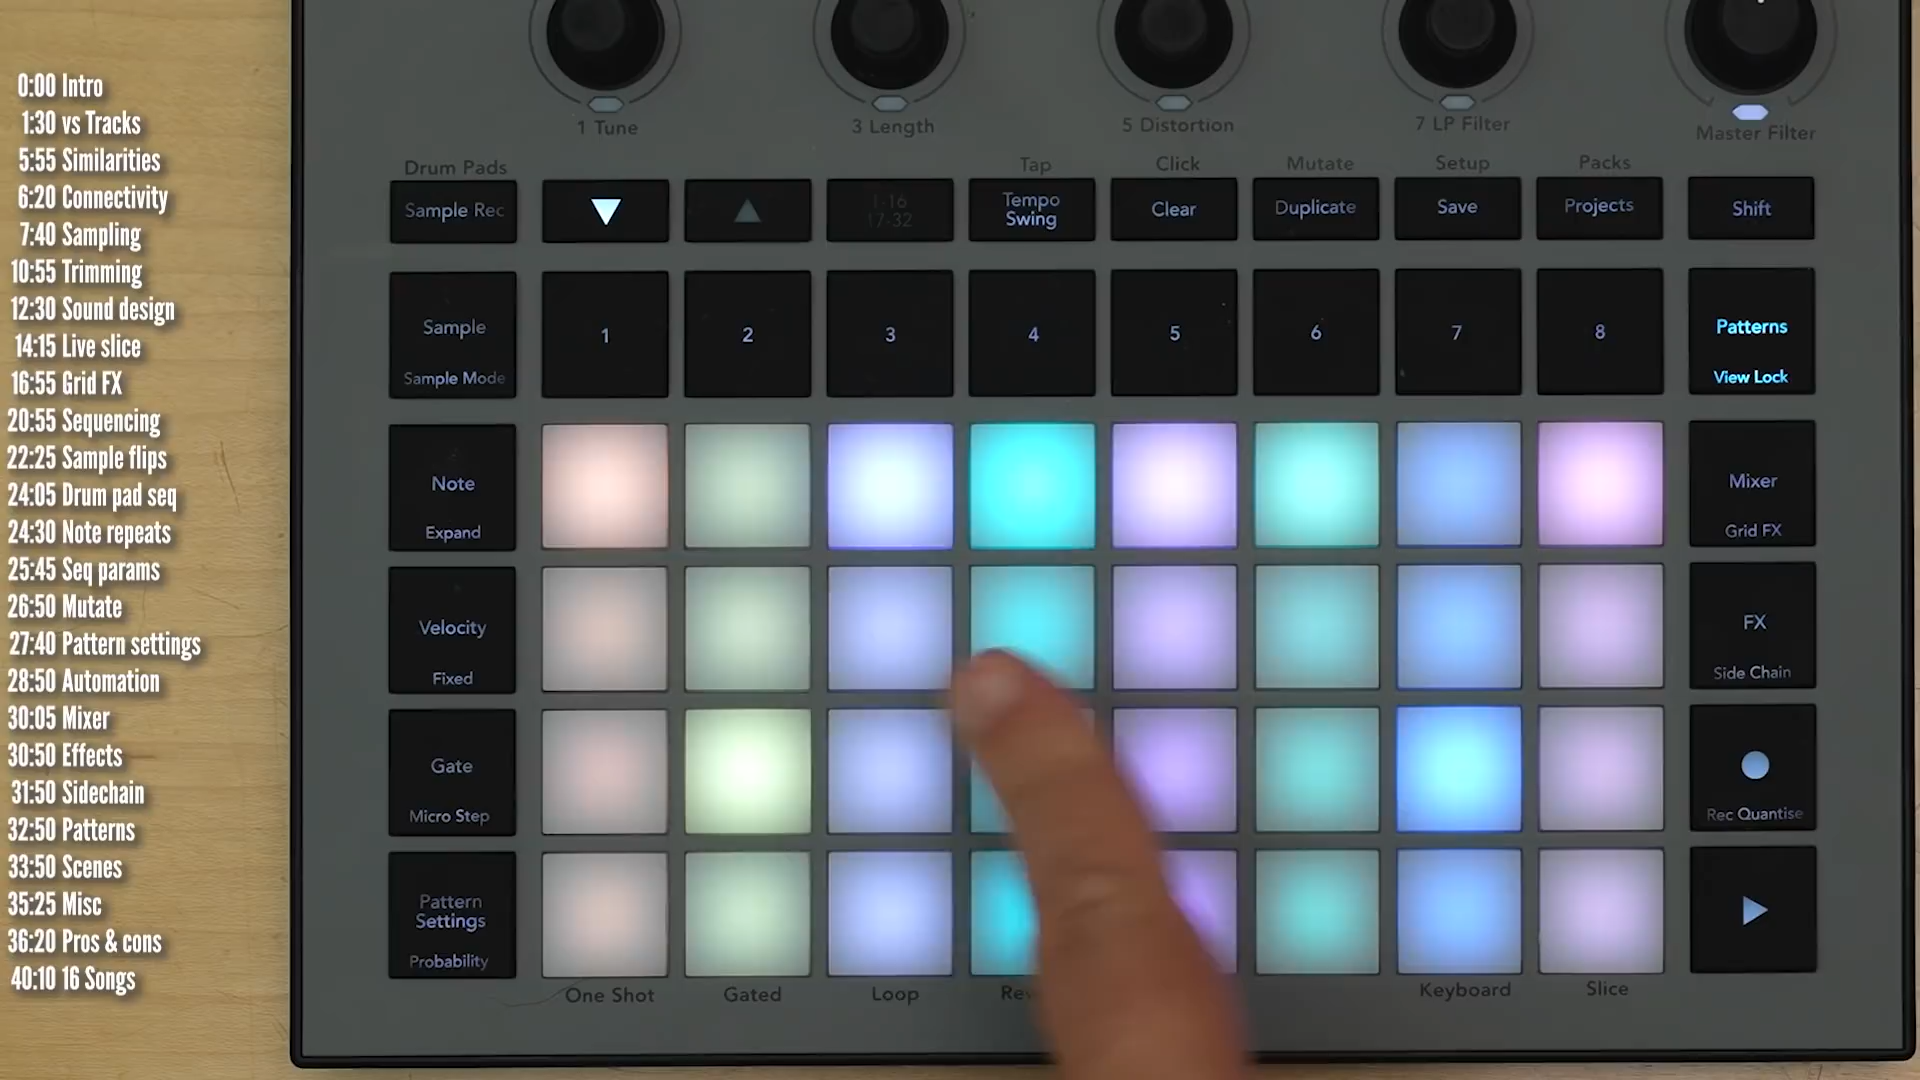 0:00 Intro
1:30 vs Tracks
5:55 Similarities
6:20 Connectivity
7:40 Sampling
10:55 Trimming
12:30 Sound design
14:15 Live slice
16:55 Grid FX
20:55 Sequencing
22:25 Sample flips
24:05 Drum pad seq
24:30 Note repeats
25:45 Seq params
26:50 Mutate
27:40 Pattern settings
28:50 Automation
30:05 Mixer
30:50 Effects
31:50 Sidechain
32:50 Patterns
33:50 Scenes
35:25 Misc
36:20 Pros & cons
40:10 16 Songs
1 Tune
3 Length
5 Distortion
7 LP Filter
Master Filter
Drum Pads
Tap
Click
Mutate
Setup
Packs
Sample Rec
1-16
17-32
Tempo
Swing
Clear
Duplicate
Save
Projects
Shift
Sample
Sample Mode
1
2
3
4
5
6
7
8
Patterns
View Lock
Note
Expand
Mixer
Grid FX
Velocity
Fixed
FX
Side Chain
Gate
Micro Step
Rec Quantise
Pattern
Settings
Probability
One Shot
Gated
Loop
Keyboard
Slice